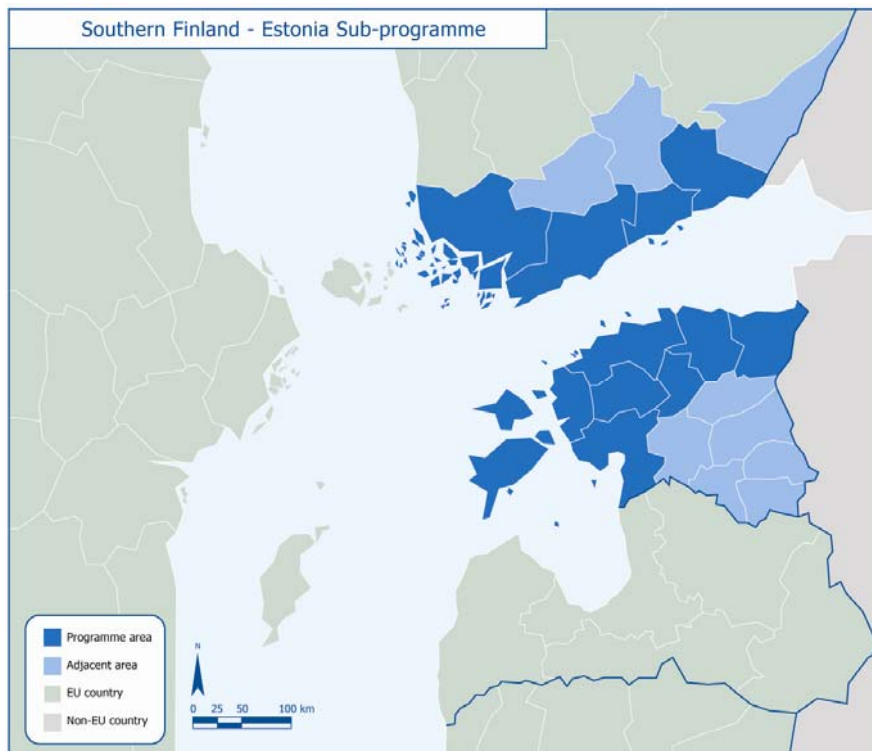 Southern Finland - Estonia Sub-programme
Programme area
Adjacent area
EU country
Non-EU country
N
0 25 50 100 km